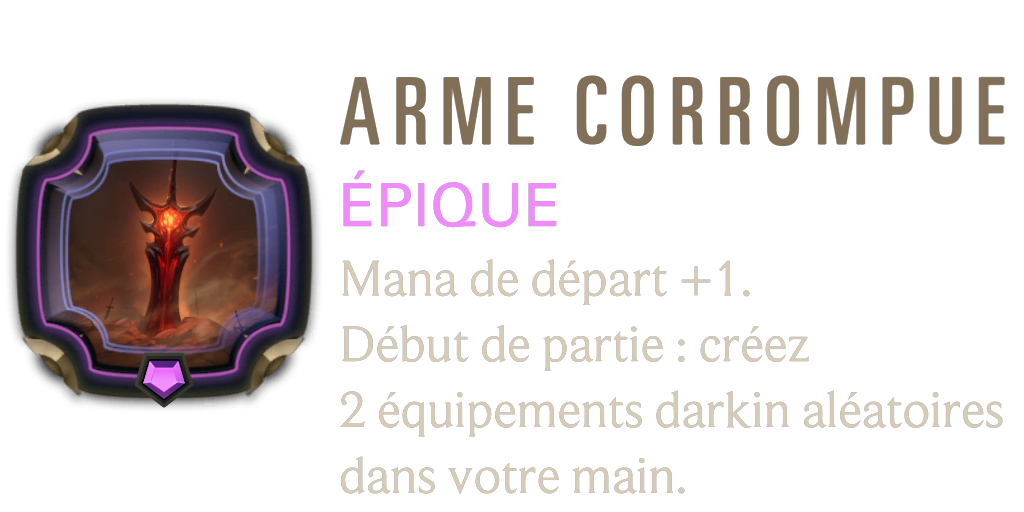 ARME CORROMPUE
ÉPIQUE
Mana de départ +1.
Début de partie : créez
2 équipements darkin aléatoires
dans votre main.